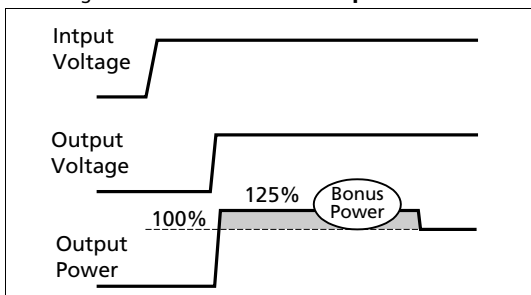 Intput
Voltage
Output
Voltage
125%
Bonus
Power
100%
Output
Power